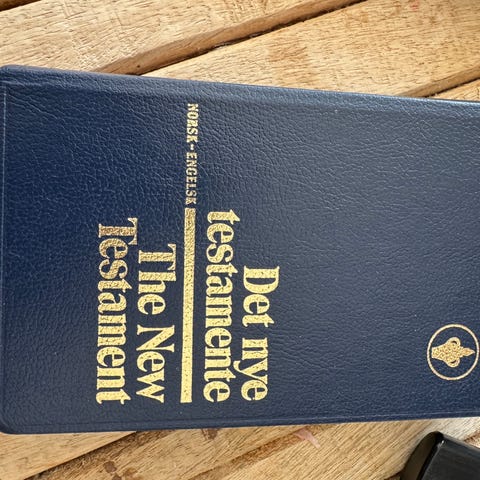 Det nye
testamente
NORSK-ENGELSK
The New
Testament